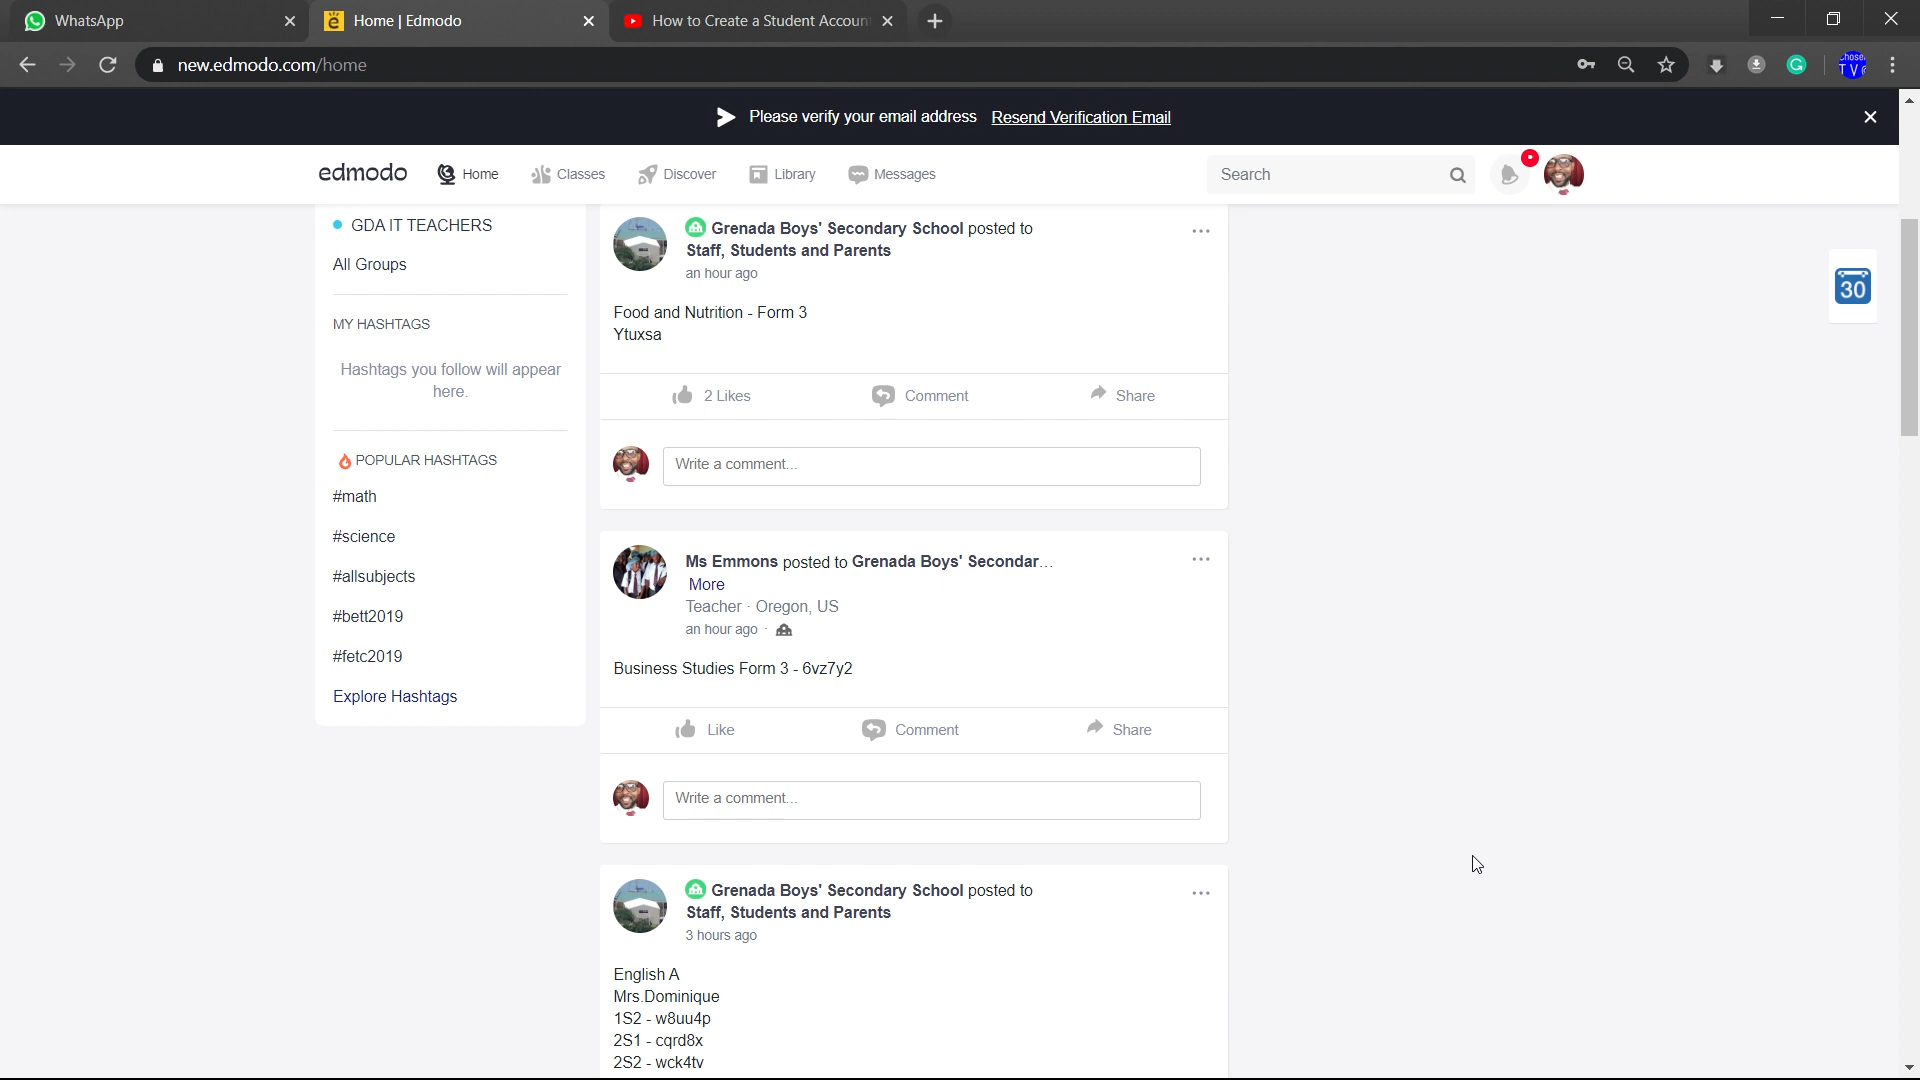 WhatsApp
Home | Edmodo
How to Create a Student Accoun
new.edmodo.com/home
Please verify your email address Resend Verification Email
edmodo Home Classes Discover Library Messages Search
GDA IT TEACHERS
All Groups
MY HASHTAGS
Hashtags you follow will appear
here.
POPULAR HASHTAGS
#math
#science
#allsubjects
#bett2019
#fetc2019
Explore Hashtags
Grenada Boys' Secondary School posted to
Staff, Students and Parents
an hour ago
Food and Nutrition - Form 3
Ytuxsa
2 Likes Comment Share
Write a comment...
Ms Emmons posted to Grenada Boys' Secondar...
More
Teacher · Oregon, US
an hour ago ·
Business Studies Form 3 - 6vz7y2
Like Comment Share
Write a comment...
Grenada Boys' Secondary School posted to
Staff, Students and Parents
3 hours ago
English A
Mrs.Dominique
1S2 - w8uu4p
2S1 - cqrd8x
2S2 - wck4tv
30